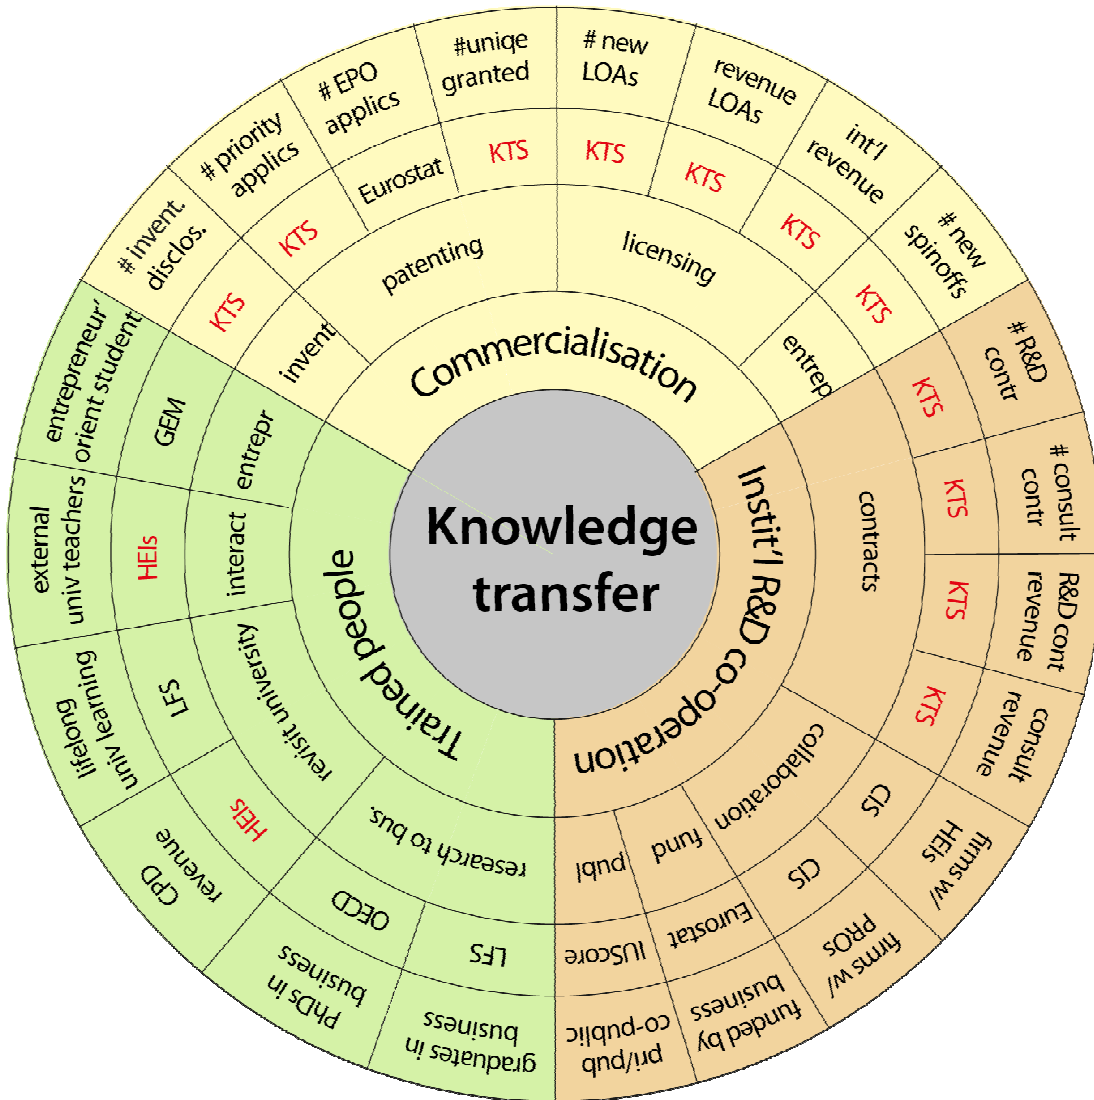 Knowledge
transfer
Commercialisation
invent
patenting
licensing
entrep
KTS
KTS
Eurostat
KTS
KTS
KTS
KTS
KTS
# invent.
disclos.
# priority
applics
# EPO
applics
#uniqe
granted
# new
LOAs
revenue
LOAs
int'l
revenue
# new
spinoffs
Instit'l R&D co-operation
contracts
collaboration
fund
publ
KTS
KTS
KTS
KTS
CIS
CIS
Eurostat
IUScore
# R&D
contr
# consult
contr
R&D cont
revenue
consult
revenue
firms w/
HEIs
firms w/
PROs
funded by
business
pri/pub
co-public
Trained people
research to bus.
revisit university
interact
entrepr
LFS
OECD
HEIs
LFS
HEIs
GEM
graduates in
business
PhDs in
business
CPD
revenue
lifelong
univ learning
external
univ teachers
entrepreneur'
orient student